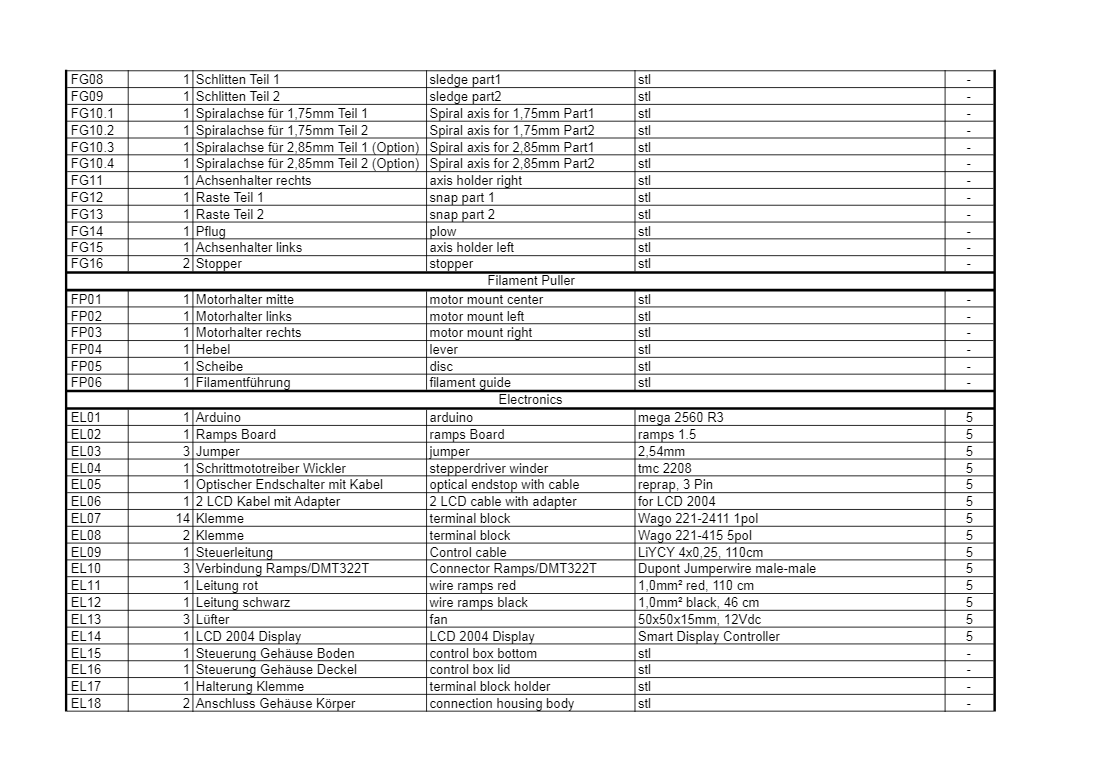 FG08 1 Schlitten Teil 1 sledge part1 stl -
FG09 1 Schlitten Teil 2 sledge part2 stl -
FG10.1 1 Spiralachse für 1,75mm Teil 1 Spiral axis for 1,75mm Part1 stl -
FG10.2 1 Spiralachse für 1,75mm Teil 2 Spiral axis for 1,75mm Part2 stl -
FG10.3 1 Spiralachse für 2,85mm Teil 1 (Option) Spiral axis for 2,85mm Part1 stl -
FG10.4 1 Spiralachse für 2,85mm Teil 2 (Option) Spiral axis for 2,85mm Part2 stl -
FG11 1 Achsenhalter rechts axis holder right stl -
FG12 1 Raste Teil 1 snap part 1 stl -
FG13 1 Raste Teil 2 snap part 2 stl -
FG14 1 Pflug plow stl -
FG15 1 Achsenhalter links axis holder left stl -
FG16 2 Stopper stopper stl -
Filament Puller
FP01 1 Motorhalter mitte motor mount center stl -
FP02 1 Motorhalter links motor mount left stl -
FP03 1 Motorhalter rechts motor mount right stl -
FP04 1 Hebel lever stl -
FP05 1 Scheibe disc stl -
FP06 1 Filamentführung filament guide stl -
Electronics
EL01 1 Arduino arduino mega 2560 R3 5
EL02 1 Ramps Board ramps Board ramps 1.5 5
EL03 3 Jumper jumper 2,54mm 5
EL04 1 Schrittmototreiber Wickler stepperdriver winder tmc 2208 5
EL05 1 Optischer Endschalter mit Kabel optical endstop with cable reprap, 3 Pin 5
EL06 1 2 LCD Kabel mit Adapter 2 LCD cable with adapter for LCD 2004 5
EL07 14 Klemme terminal block Wago 221-2411 1pol 5
EL08 2 Klemme terminal block Wago 221-415 5pol 5
EL09 1 Steuerleitung Control cable LiYCY 4x0,25, 110cm 5
EL10 3 Verbindung Ramps/DMT322T Connector Ramps/DMT322T Dupont Jumperwire male-male 5
EL11 1 Leitung rot wire ramps red 1,0mm² red, 110 cm 5
EL12 1 Leitung schwarz wire ramps black 1,0mm² black, 46 cm 5
EL13 3 Lüfter fan 50x50x15mm, 12Vdc 5
EL14 1 LCD 2004 Display LCD 2004 Display Smart Display Controller 5
EL15 1 Steuerung Gehäuse Boden control box bottom stl -
EL16 1 Steuerung Gehäuse Deckel control box lid stl -
EL17 1 Halterung Klemme terminal block holder stl -
EL18 2 Anschluss Gehäuse Körper connection housing body stl -